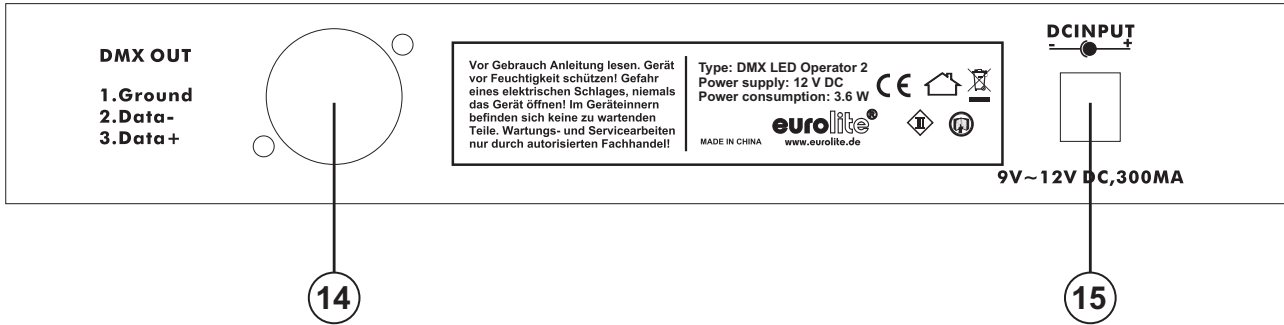 DMX OUT
1.Ground
2.Data-
3.Data+
Vor Gebrauch Anleitung lesen. Gerät
vor Feuchtigkeit schützen! Gefahr
eines elektrischen Schlages, niemals
das Gerät öffnen! Im Geräteinnern
befinden sich keine zu wartenden
Teile. Wartungs- und Servicearbeiten
nur durch autorisierten Fachhandel!
Type: DMX LED Operator 2
Power supply: 12 V DC
Power consumption: 3.6 W
CE
eurolite®
III
MADE IN CHINA
www.eurolite.de
DCINPUT
- +
9V~12V DC,300MA
14
15